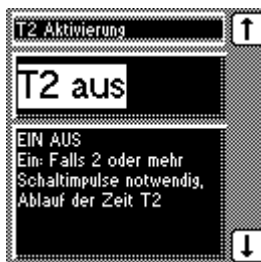 T2 Aktivierung
T2 aus
EIN AUS
Ein: Falls 2 oder mehr
Schaltimpulse notwendig,
Ablauf der Zeit T2